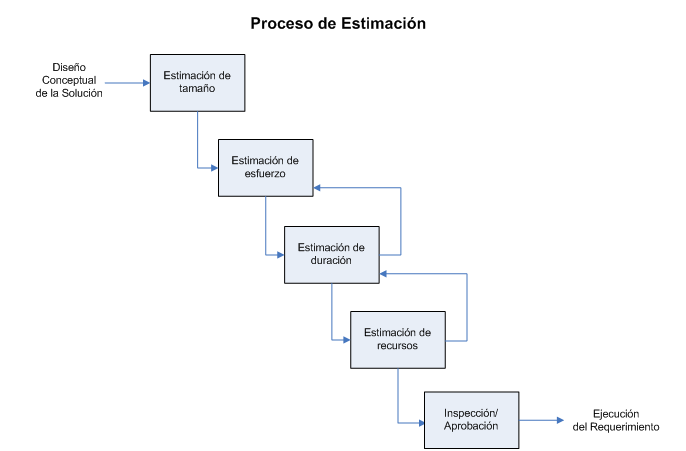 Proceso de Estimación
Diseño
Conceptual
de la Solución
Estimación de
tamaño
Estimación de
esfuerzo
Estimación de
duración
Estimación de
recursos
Inspección/
Aprobación
Ejecución
del Requerimiento